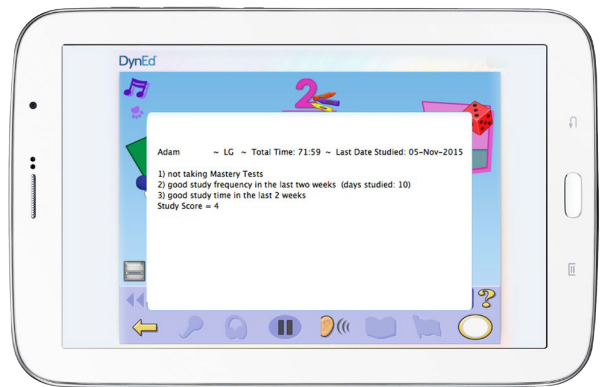 DynEd
2
Adam ~ LG ~ Total Time: 71:59 ~ Last Date Studied: 05-Nov-2015
1) not taking Mastery Tests
2) good study frequency in the last two weeks (days studied: 10)
3) good study time in the last 2 weeks
Study Score = 4
?